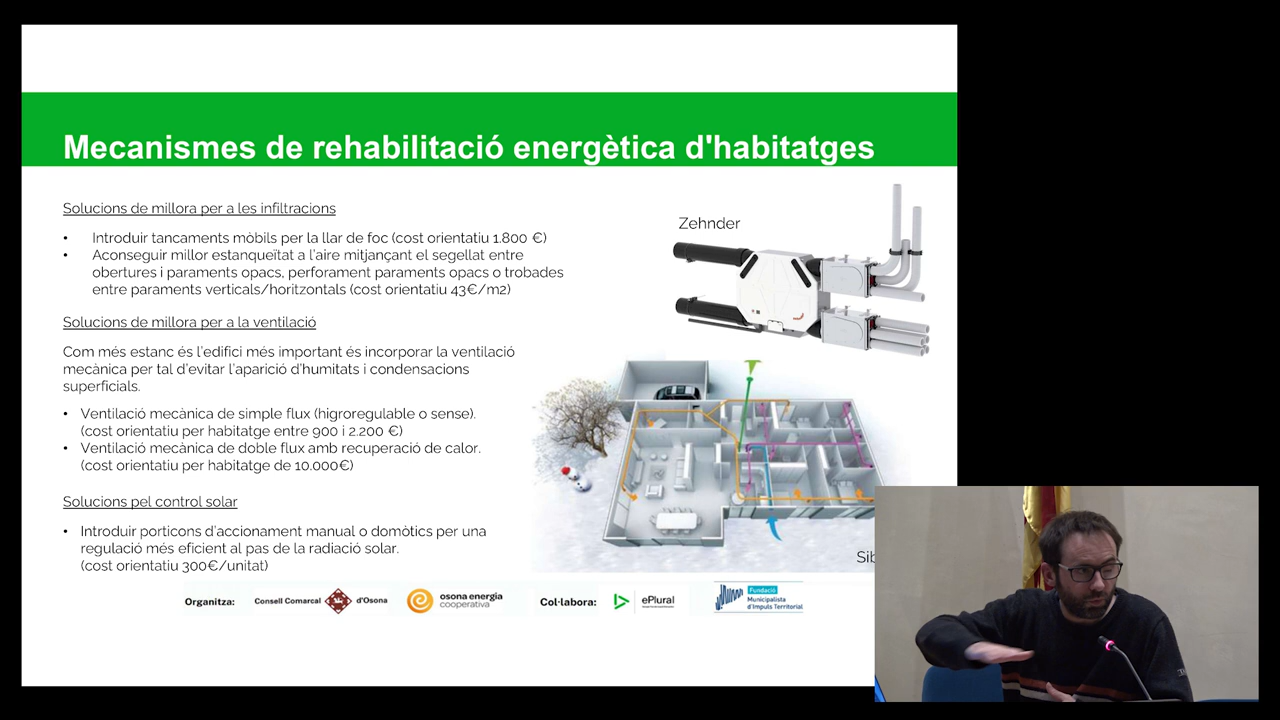 Mecanismes de rehabilitació energètica d'habitatges
Solucions de millora per a les infiltracions
• Introduir tancaments mòbils per la llar de foc (cost orientatiu 1.800 €)
• Aconseguir millor estanqueïtat a l'aire mitjançant el segellat entre
obertures i paraments opacs, perforament paraments opacs o trobades
entre paraments verticals/horitzontals (cost orientatiu 43€/m2)
Solucions de millora per a la ventilació
Com més estanc és l'edifici més important és incorporar la ventilació
mecànica per tal d'evitar l'aparició d'humitats i condensacions
superficials.
• Ventilació mecànica de simple flux (higroregulable o sense).
(cost orientatiu per habitatge entre 900 i 2.200 €)
• Ventilació mecànica de doble flux amb recuperació de calor.
(cost orientatiu per habitatge de 10.000€)
Solucions pel control solar
• Introduir porticons d'accionament manual o domòtics per una
regulació més eficient al pas de la radiació solar.
(cost orientatiu 300€/unitat)
Zehnder
Organitza:
Consell Comarcal d'Osona
osona energia
cooperativa
Col·labora:
ePlural
Fundació
Municipalista
d'Impuls Territorial